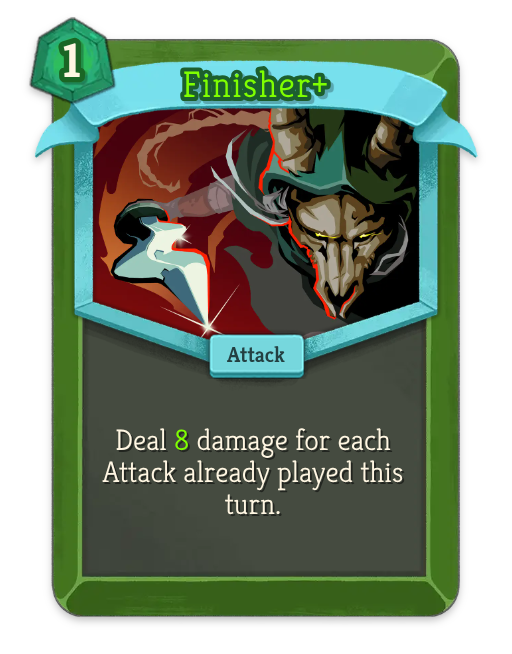 1
Finisher+
Attack
Deal 8 damage for each
Attack already played this
turn.